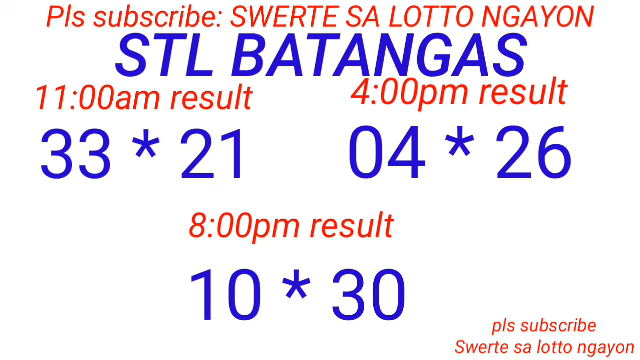 Pls subscribe: SWERTE SA LOTTO NGAYON
STL BATANGAS
11:00am result
33 * 21
4:00pm result
04 * 26
8:00pm result
10 * 30
pls subscribe
Swerte sa lotto ngayon